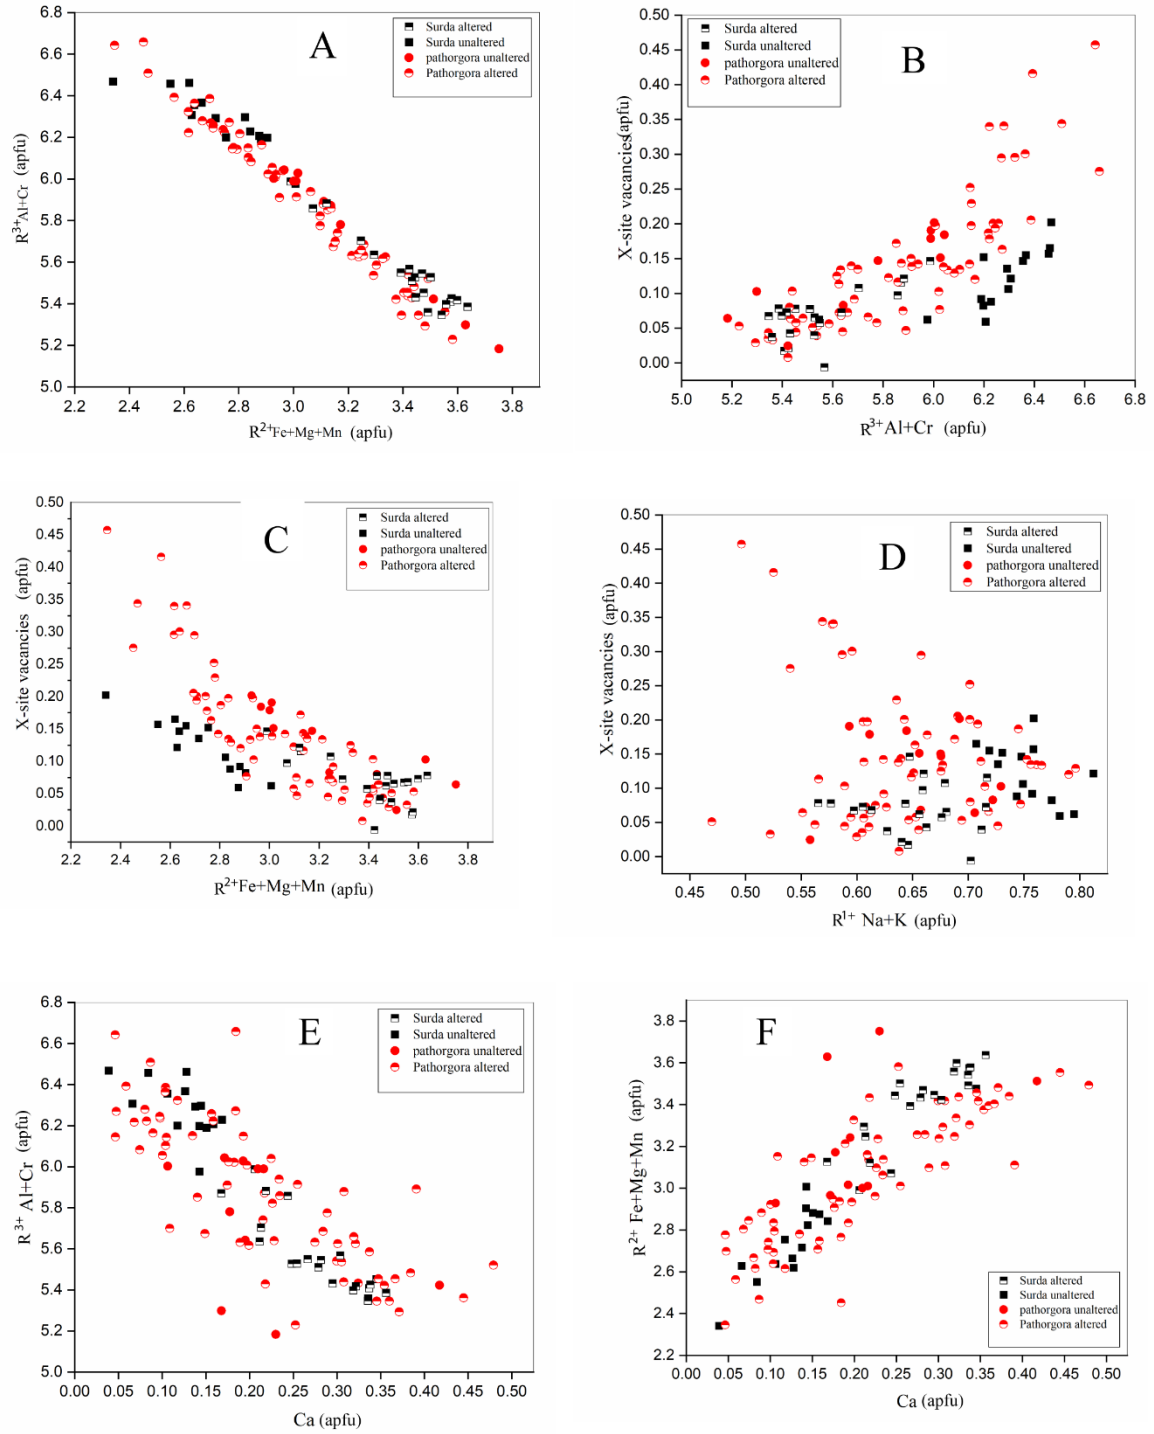 A
Surda altered
Surda unaltered
pathorgora unaltered
Pathorgora altered
R3+Al+Cr (apfu)
6.8
6.6
6.4
6.2
6.0
5.8
5.6
5.4
5.2
5.0
2.2 2.4 2.6 2.8 3.0 3.2 3.4 3.6 3.8
R2+Fe+Mg+Mn (apfu)
B
Surda altered
Surda unaltered
pathorgora unaltered
Pathorgora altered
X-site vacancies(apfu)
0.50
0.45
0.40
0.35
0.30
0.25
0.20
0.15
0.10
0.05
0.00
5.0 5.2 5.4 5.6 5.8 6.0 6.2 6.4 6.6 6.8
R3+Al+Cr (apfu)
C
Surda altered
Surda unaltered
pathorgora unaltered
Pathorgora altered
X-site vacancies (apfu)
0.50
0.45
0.40
0.35
0.30
0.25
0.20
0.15
0.10
0.05
0.00
2.2 2.4 2.6 2.8 3.0 3.2 3.4 3.6 3.8
R2+Fe+Mg+Mn (apfu)
D
Surda altered
Surda unaltered
pathorgora unaltered
Pathorgora altered
X-site vacancies (apfu)
0.50
0.45
0.40
0.35
0.30
0.25
0.20
0.15
0.10
0.05
0.00
0.45 0.50 0.55 0.60 0.65 0.70 0.75 0.80
R1+ Na+K (apfu)
E
Surda altered
Surda unaltered
pathorgora unaltered
Pathorgora altered
R3+ Al+Cr (apfu)
6.8
6.6
6.4
6.2
6.0
5.8
5.6
5.4
5.2
5.0
0.00 0.05 0.10 0.15 0.20 0.25 0.30 0.35 0.40 0.45 0.50
Ca (apfu)
F
Surda altered
Surda unaltered
pathorgora unaltered
Pathorgora altered
R2+ Fe+Mg+Mn (apfu)
3.8
3.6
3.4
3.2
3.0
2.8
2.6
2.4
2.2
0.00 0.05 0.10 0.15 0.20 0.25 0.30 0.35 0.40 0.45 0.50
Ca (apfu)